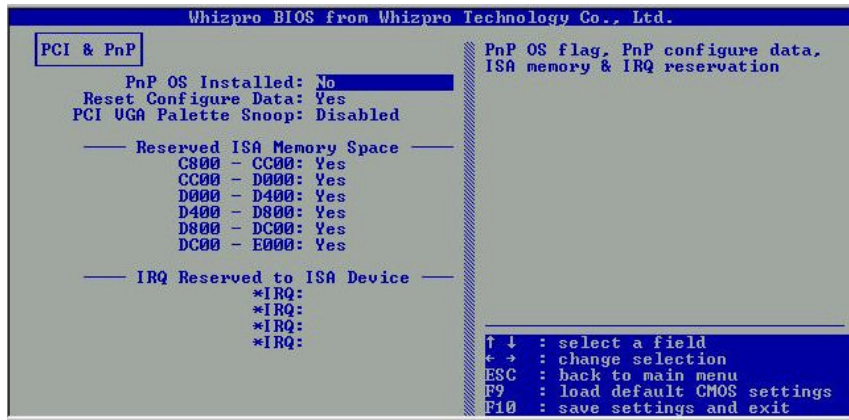 Whizpro BIOS from Whizpro Technology Co., Ltd.
PCI & PnP
PnP OS Installed: No
Reset Configure Data: Yes
PCI VGA Palette Snoop: Disabled
Reserved ISA Memory Space
C800 - CC00: Yes
CC00 - D000: Yes
D000 - D400: Yes
D400 - D800: Yes
D800 - DC00: Yes
DC00 - E000: Yes
IRQ Reserved to ISA Device
*IRQ:
*IRQ:
*IRQ:
*IRQ:
PnP OS flag, PnP configure data,
ISA memory & IRQ reservation
↑ ↓ : select a field
← → : change selection
ESC : back to main menu
F9 : load default CMOS settings
F10 : save settings and exit